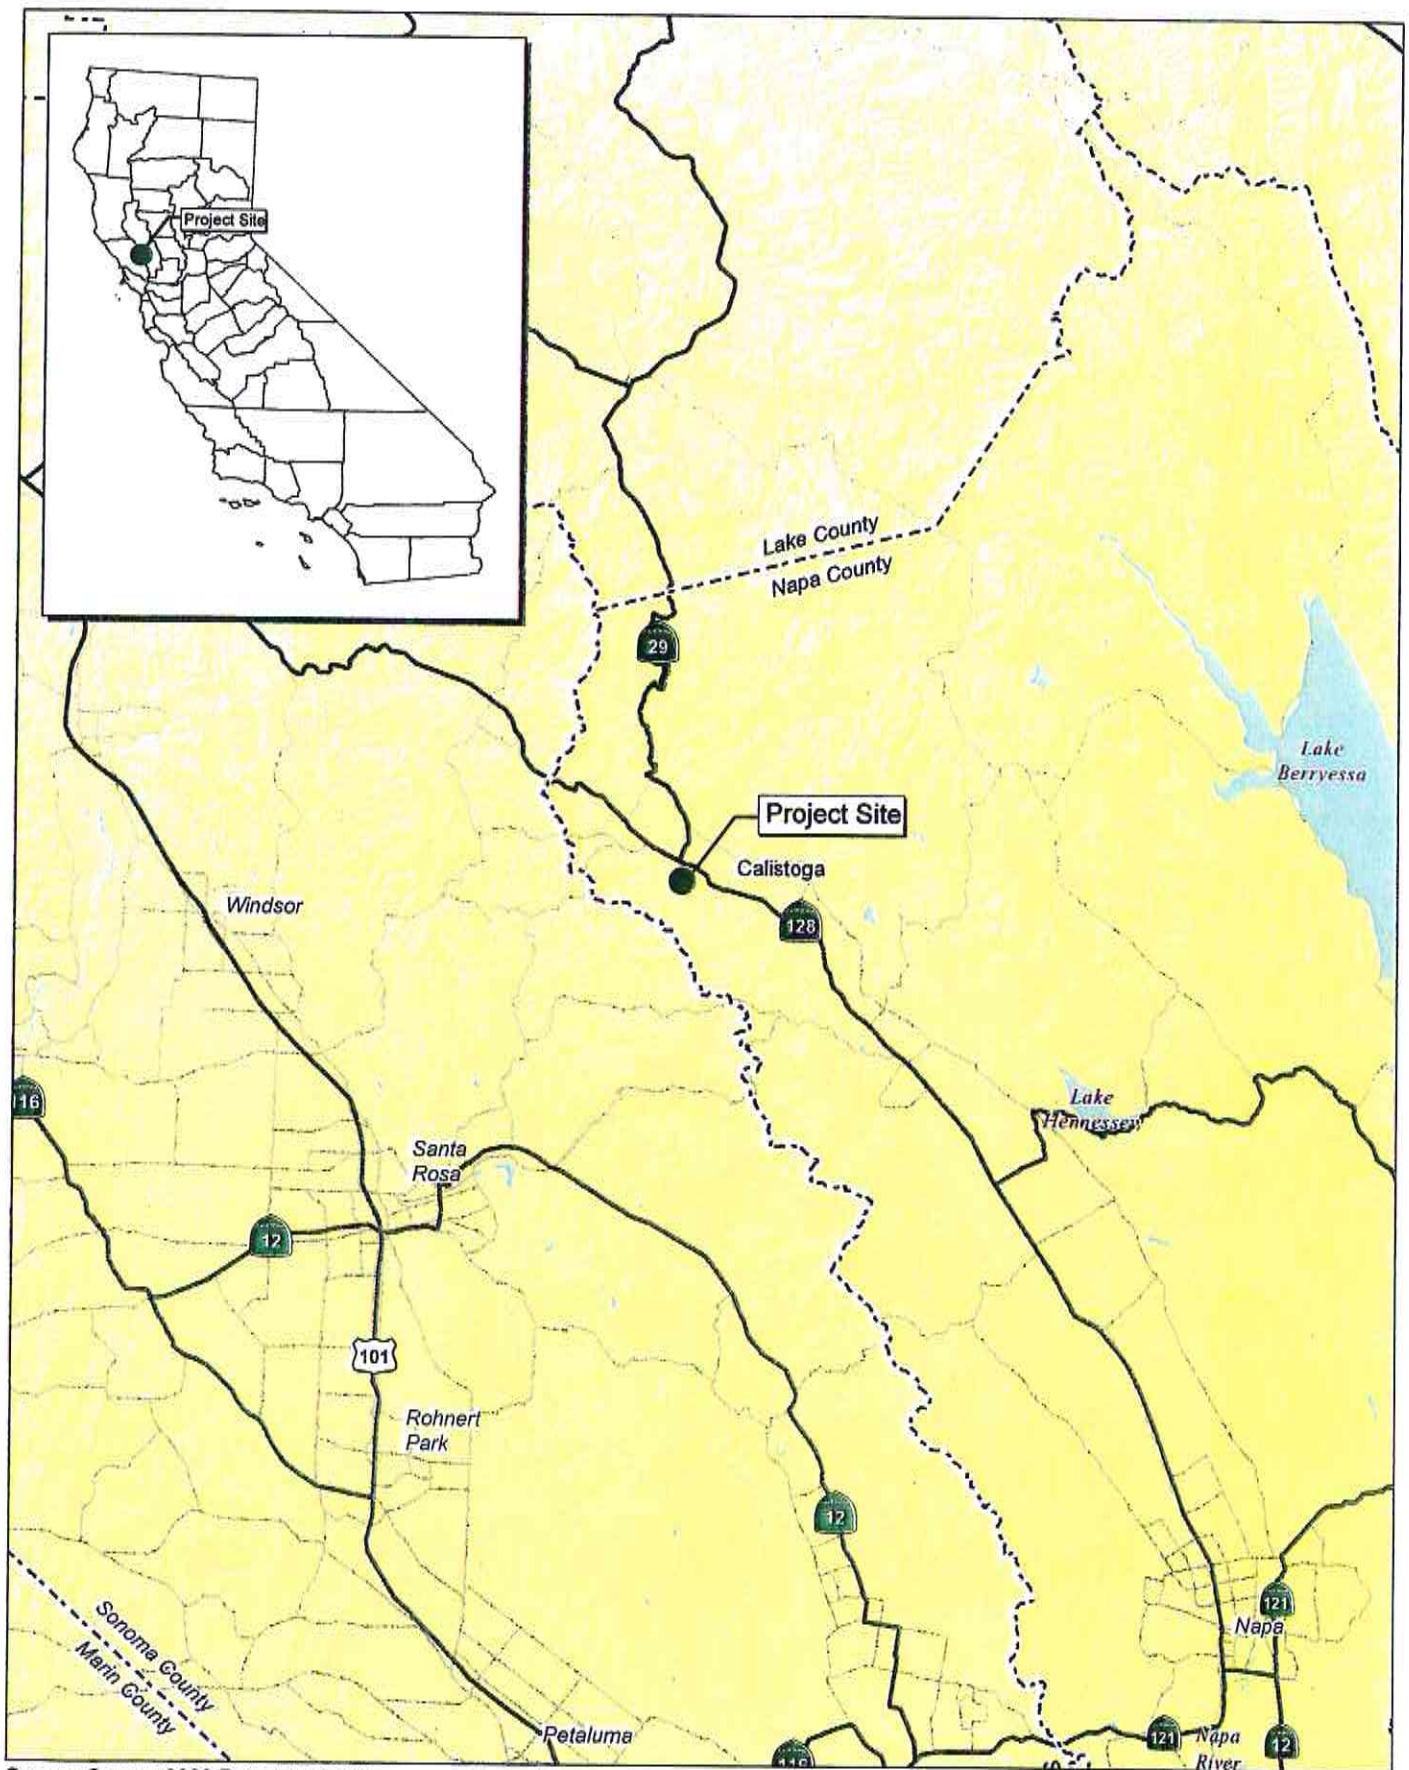 Project Site
Lake County
Napa County
29
Lake
Berryessa
Project Site
Calistoga
128
Windsor
Lake
Hennessey
116
Santa
Rosa
12
101
Rohnert
Park
12
121
Napa
Sonoma County
Marin County
Petaluma
121
Napa
River
12